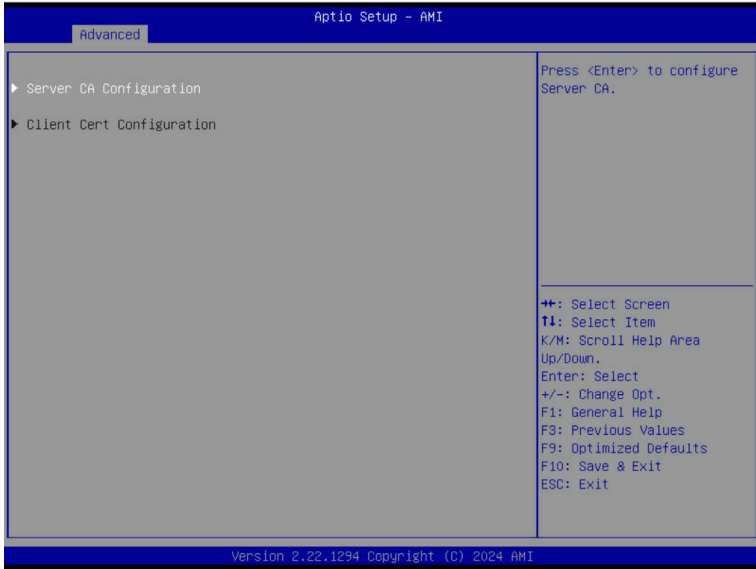 Aptio Setup - AMI
Advanced
▶ Server CA Configuration
▶ Client Cert Configuration
Press <Enter> to configure
Server CA.
→←: Select Screen
↑↓: Select Item
K/M: Scroll Help Area
Up/Down.
Enter: Select
+/-: Change Opt.
F1: General Help
F3: Previous Values
F9: Optimized Defaults
F10: Save & Exit
ESC: Exit
Version 2.22.1294 Copyright (C) 2024 AMI